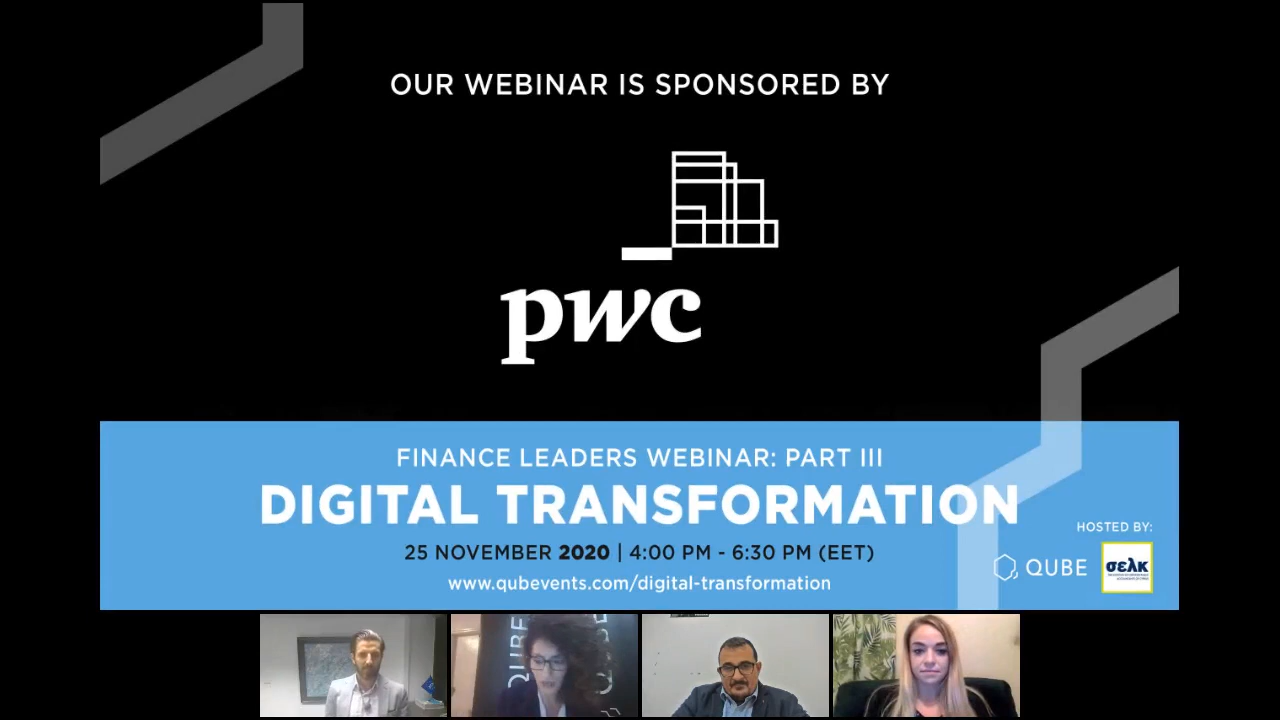 OUR WEBINAR IS SPONSORED BY
pwc
FINANCE LEADERS WEBINAR: PART III
DIGITAL TRANSFORMATION
25 NOVEMBER 2020 | 4:00 PM - 6:30 PM (EET)
www.qubevents.com/digital-transformation
HOSTED BY:
QUBE
σελκ
QUBE